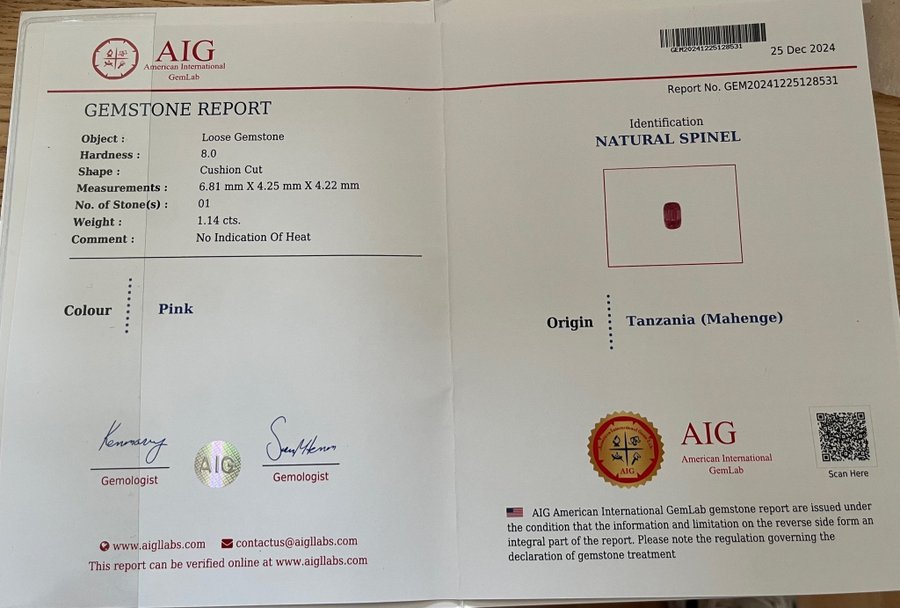 AIG
American International
GemLab
GEMSTONE REPORT
Object : Loose Gemstone
Hardness : 8.0
Shape : Cushion Cut
Measurements : 6.81 mm X 4.25 mm X 4.22 mm
No. of Stone(s) : 01
Weight : 1.14 cts.
Comment : No Indication Of Heat
Colour Pink
Gemologist
AIG
Gemologist
www.aigllabs.com contactus@aigllabs.com
This report can be verified online at www.aigllabs.com
GEM20241225128531
25 Dec 2024
Report No. GEM20241225128531
Identification
NATURAL SPINEL
Origin Tanzania (Mahenge)
AIG
AIG
American International
GemLab
Scan Here
AIG American International GemLab gemstone report are issued under
the condition that the information and limitation on the reverse side form an
integral part of the report. Please note the regulation governing the
declaration of gemstone treatment